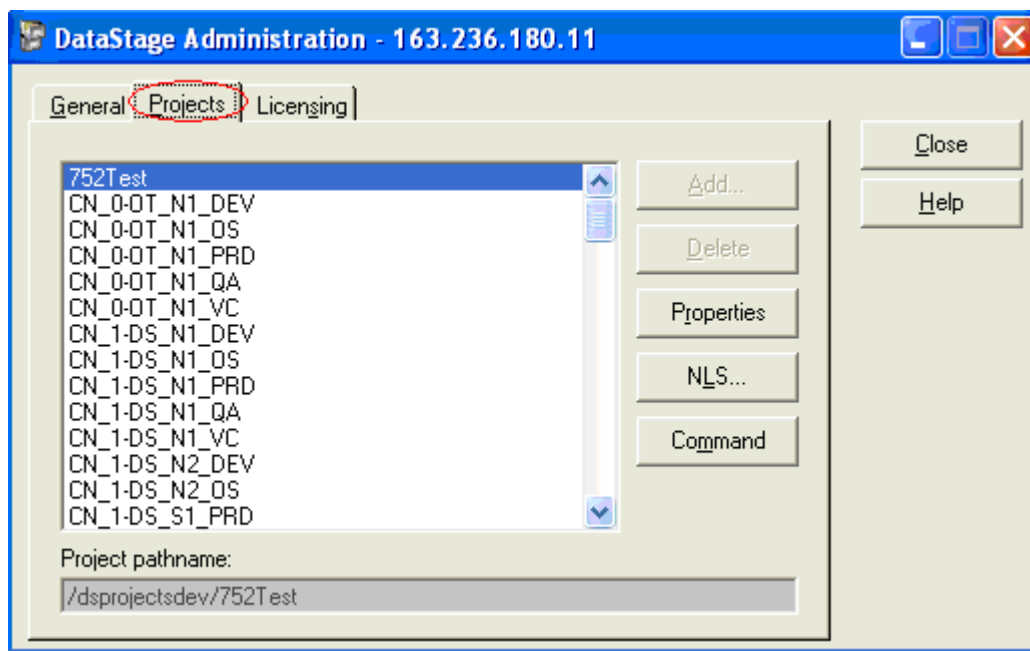 DataStage Administration - 163.236.180.11
General Projects Licensing
Close
Help
752Test
CN_0-OT_N1_DEV
CN_0-OT_N1_OS
CN_0-OT_N1_PRD
CN_0-OT_N1_QA
CN_0-OT_N1_VC
CN_1-DS_N1_DEV
CN_1-DS_N1_OS
CN_1-DS_N1_PRD
CN_1-DS_N1_QA
CN_1-DS_N1_VC
CN_1-DS_N2_DEV
CN_1-DS_N2_OS
CN_1-DS_S1_PRD
Add...
Delete
Properties
NLS...
Command
Project pathname:
/dsprojectsdev/752Test